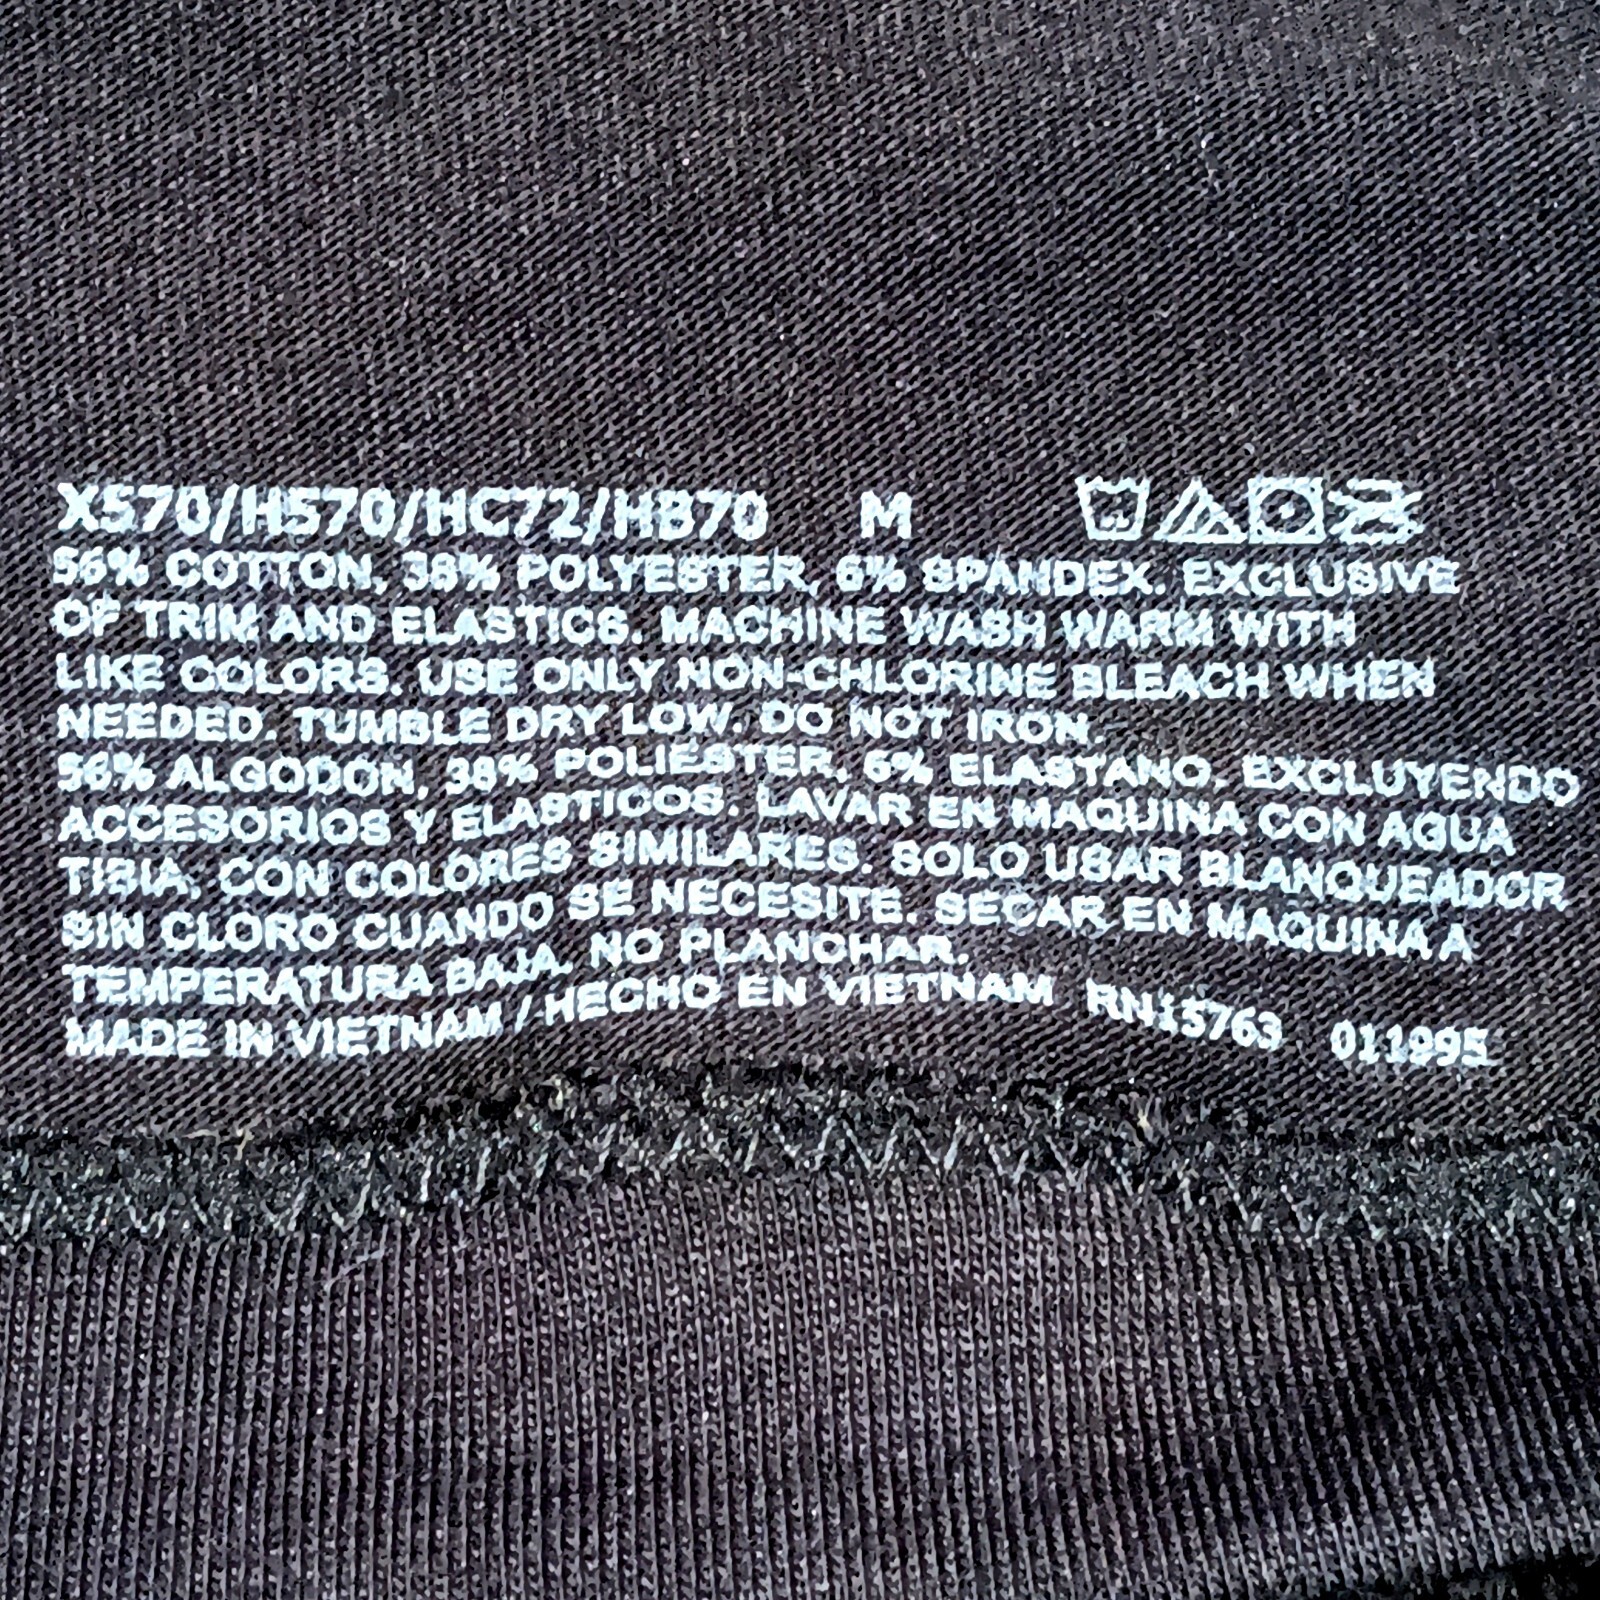 X570/H570/HC72/HB70 M
56% COTTON, 38% POLYESTER, 6% SPANDEX. EXCLUSIVE
OF TRIM AND ELASTICS. MACHINE WASH WARM WITH
LIKE COLORS. USE ONLY NON-CHLORINE BLEACH WHEN
NEEDED. TUMBLE DRY LOW. DO NOT IRON.
56% ALGODÓN, 38% POLIÉSTER, 6% ELASTANO, EXCLUYENDO
ACCESORIOS Y ELASTICOS. LAVAR EN MAQUINA CON AGUA
TIBIA, CON COLORES SIMILARES. SOLO USAR BLANQUEADOR
SIN CLORO CUANDO SE NECESITE. SECAR EN MAQUINA A
TEMPERATURA BAJA. NO PLANCHAR.
MADE IN VIETNAM / HECHO EN VIETNAM RN15763 011995